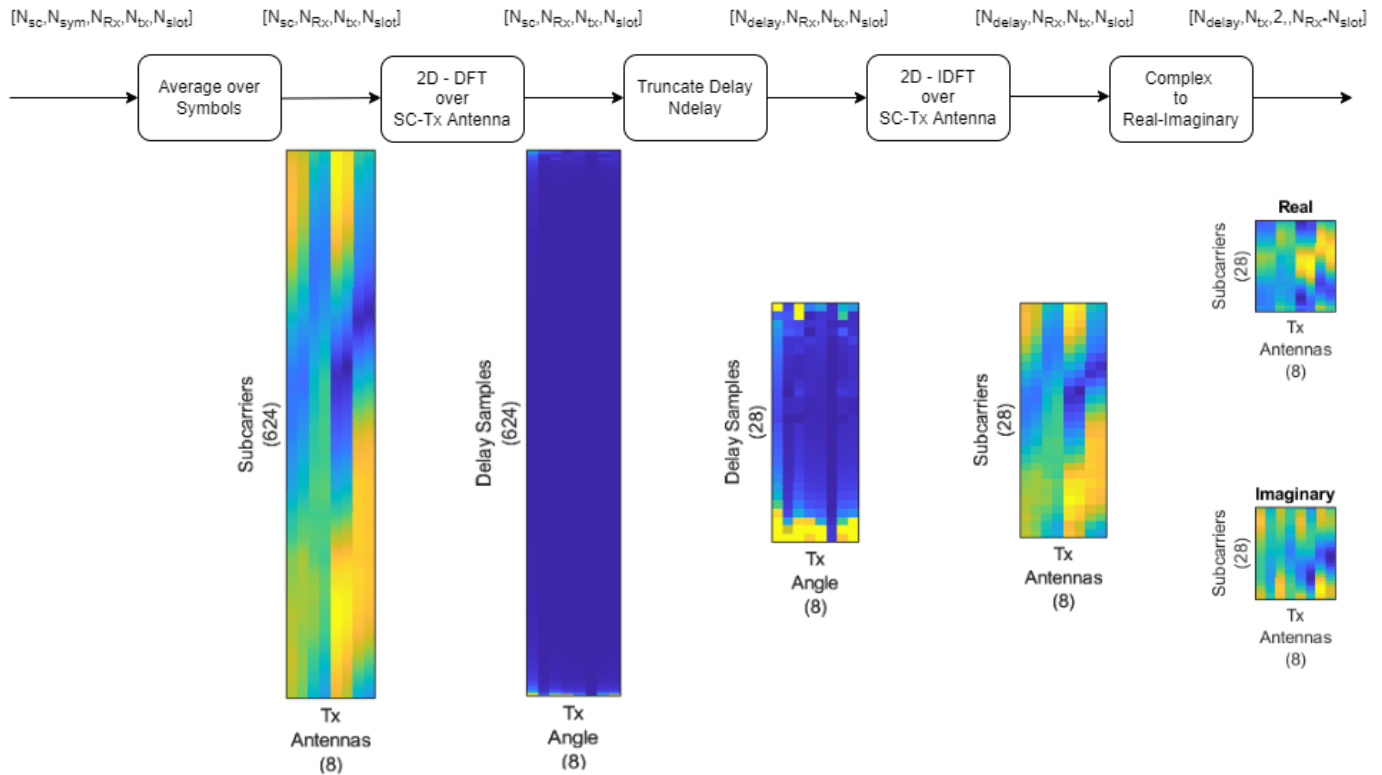 [Nsc,Nsym,NRx,Ntx,Nslot]
[Nsc,NRx,Ntx,Nslot]
[Nsc,NRx,Ntx,Nslot]
[Ndelay,NRx,Ntx,Nslot]
[Ndelay,NRx,Ntx,Nslot]
[Ndelay,Ntx,2,,NRx*Nslot]
Average over
Symbols
2D - DFT
over
SC-Tx Antenna
Truncate Delay
Ndelay
2D - IDFT
over
SC-Tx Antenna
Complex
to
Real-Imaginary
Subcarriers
(624)
Tx
Antennas
(8)
Delay Samples
(624)
Tx
Angle
(8)
Delay Samples
(28)
Tx
Angle
(8)
Subcarriers
(28)
Tx
Antennas
(8)
Real
Subcarriers
(28)
Tx
Antennas
(8)
Imaginary
Subcarriers
(28)
Tx
Antennas
(8)